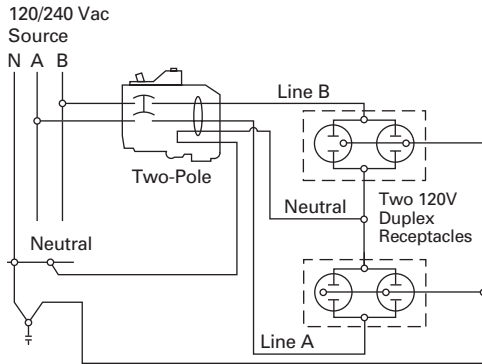 120/240 Vac
Source
N A B
Line B
Two-Pole
Neutral
Two 120V
Duplex
Receptacles
Neutral
Line A